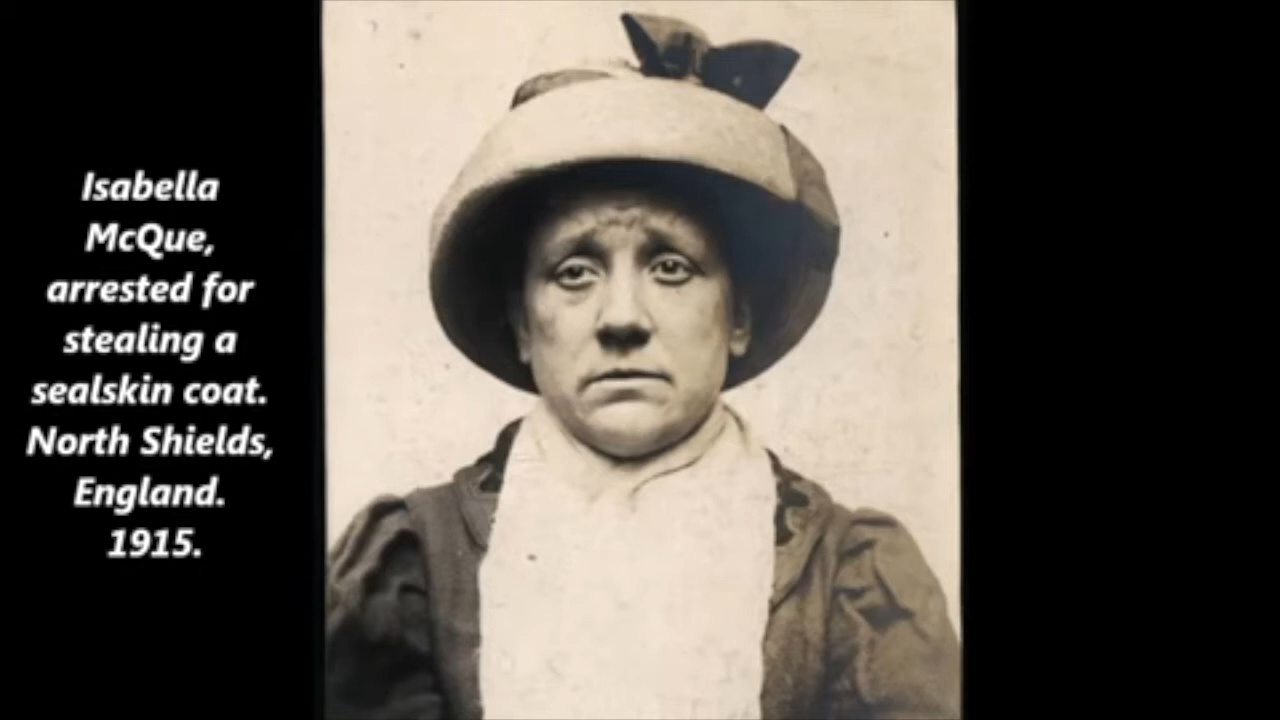 Isabella
McQue,
arrested for
stealing a
sealskin coat.
North Shields,
England.
1915.